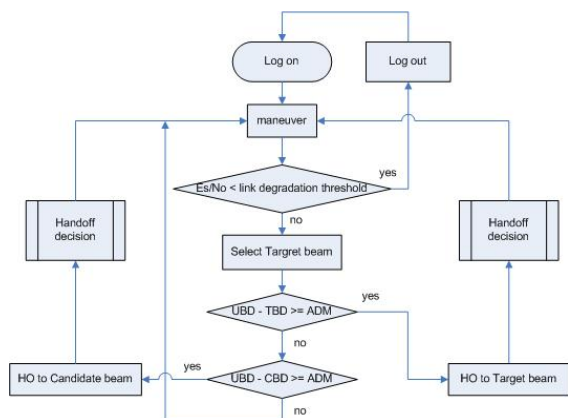 Log on
Log out
maneuver
yes
Es/No < link degradation threshold
no
Handoff
decision
Handoff
decision
Select Targret beam
UBD - TBD >= ADM
yes
no
HO to Candidate beam
yes
UBD - CBD >= ADM
HO to Target beam
no